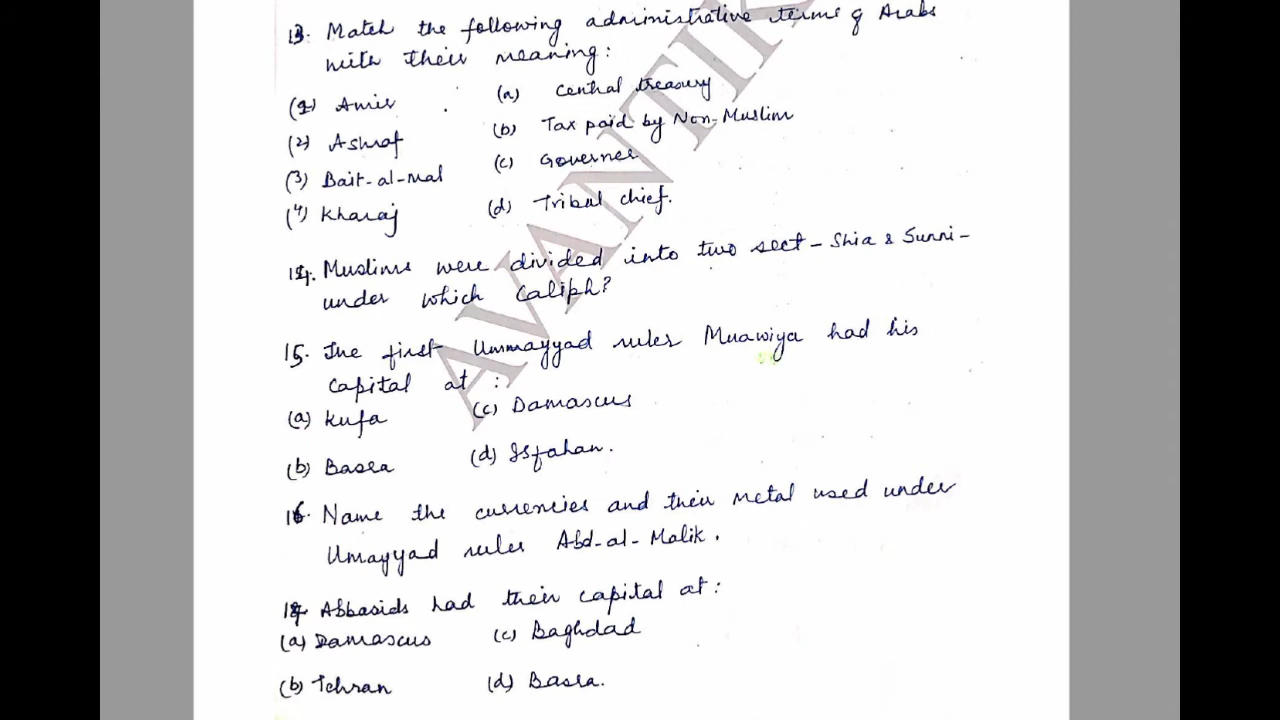 13. Match the following administrative terms of Arabs
with their meaning:
(1) Amir (a) Central treasury
(2) Ashraf (b) Tax paid by Non-Muslim
(3) Bait-al-mal (c) Governer
(4) Kharaj (d) Tribal chief.
14. Muslims were divided into two sect - Shia & Sunni -
under which Caliph?
15. The first Ummayyad ruler Muawiya had his
capital at :
(a) Kufa (c) Damascus
(b) Basra (d) Isfahan.
16. Name the currencies and their metal used under
Umayyad ruler Abd-al-Malik.
17. Abbasids had their capital at:
(a) Damascus (c) Baghdad
(b) Tehran (d) Basra.
AVANTIK